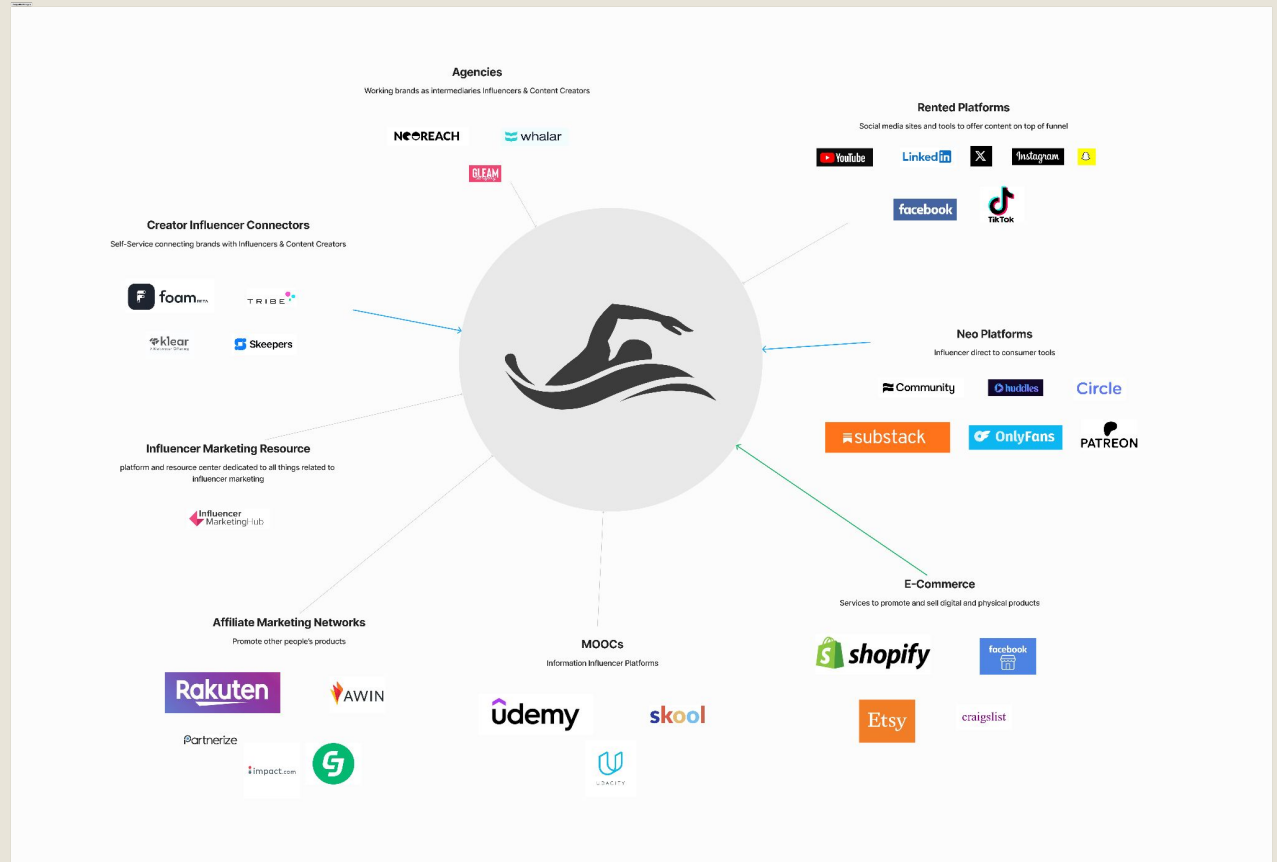 Agencies
Working brands as intermediaries Influencers & Content Creators
NEOREACH
whalar
GLEAM
Rented Platforms
Social media sites and tools to offer content on top of funnel
YouTube
Linked in
X
Instagram
facebook
TikTok
Creator Influencer Connectors
Self-Service connecting brands with Influencers & Content Creators
foam BETA
TRIBE
klear
Skeepers
Neo Platforms
Influencer direct to consumer tools
Community
huddles
Circle
substack
OnlyFans
PATREON
Influencer Marketing Resource
platform and resource center dedicated to all things related to
influencer marketing
Influencer
MarketingHub
E-Commerce
Services to promote and sell digital and physical products
shopify
facebook
Etsy
craigslist
Affiliate Marketing Networks
Promote other people's products
Rakuten
AWIN
Partnerize
impact.com
CJ
MOOCs
Information Influencer Platforms
ûdemy
skool
UDACITY